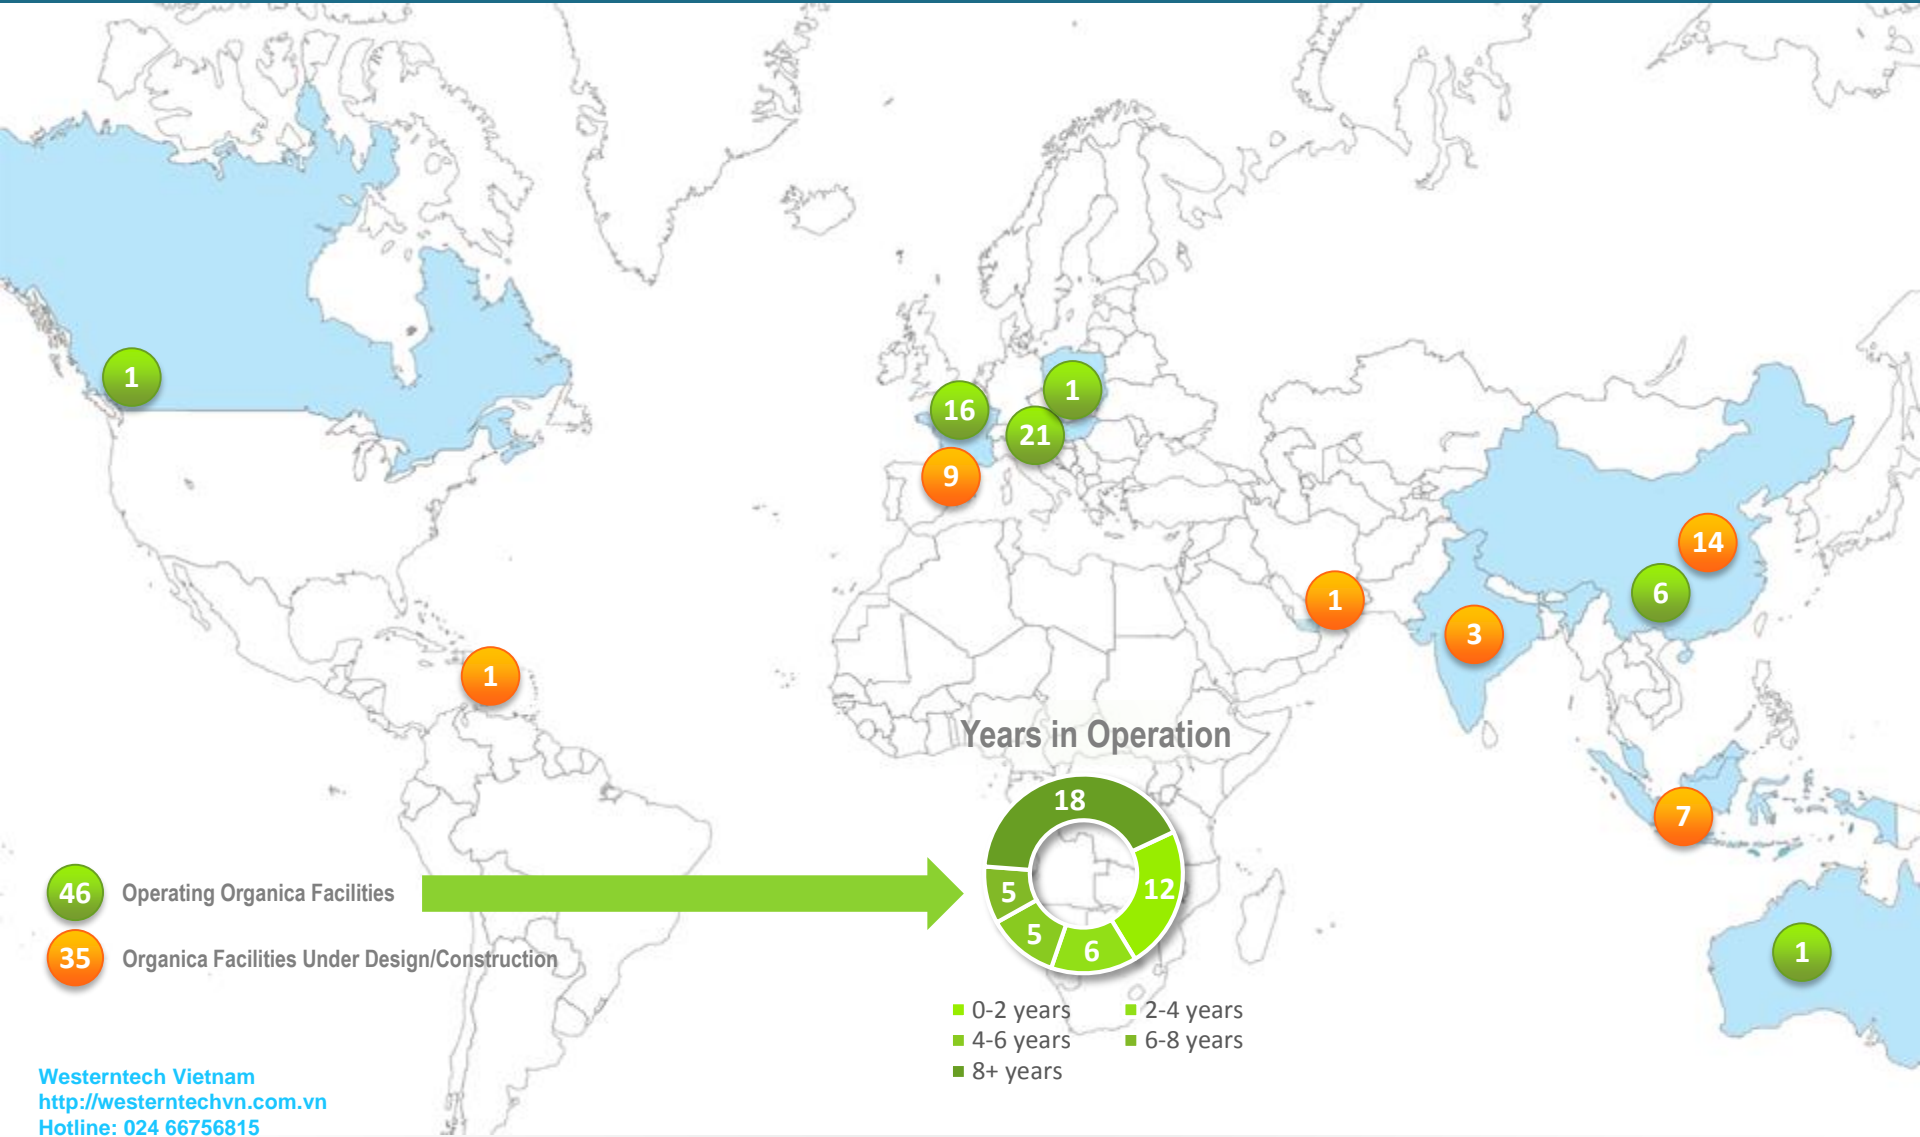 1
16
1
21
9
14
6
1
3
1
7
1
Years in Operation
18
12
6
5
5
46 Operating Organica Facilities
35 Organica Facilities Under Design/Construction
0-2 years
2-4 years
4-6 years
6-8 years
8+ years
Westerntech Vietnam
http://westerntechvn.com.vn
Hotline: 024 66756815